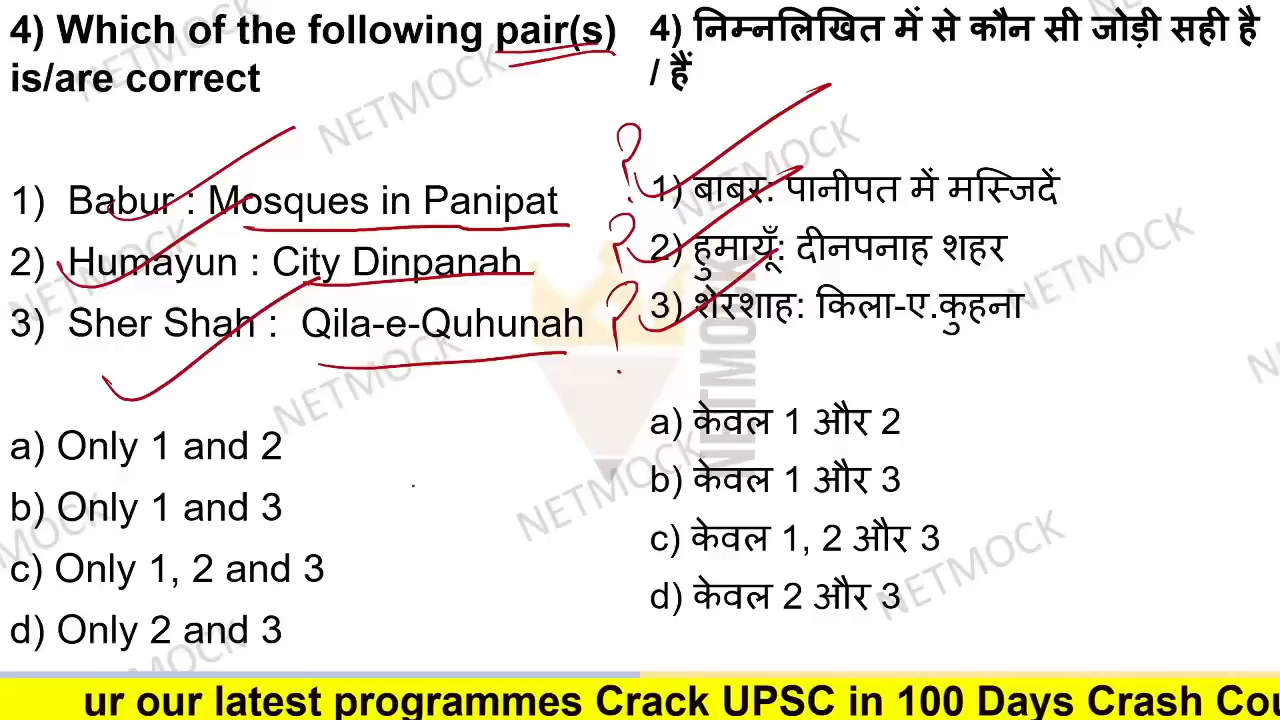 4) Which of the following pair(s)
is/are correct
1) Babur : Mosques in Panipat
2) Humayun : City Dinpanah
3) Sher Shah : Qila-e-Quhunah
a) Only 1 and 2
b) Only 1 and 3
c) Only 1, 2 and 3
d) Only 2 and 3
4) निम्नलिखित में से कौन सी जोड़ी सही है
/ हैं
1) बाबर: पानीपत में मस्जिदें
2) हुमायूँ: दीनपनाह शहर
3) शेरशाह: किला-ए.कुहना
a) केवल 1 और 2
b) केवल 1 और 3
c) केवल 1, 2 और 3
d) केवल 2 और 3
?
?
?
NETMOCK
ur our latest programmes Crack UPSC in 100 Days Crash Cou